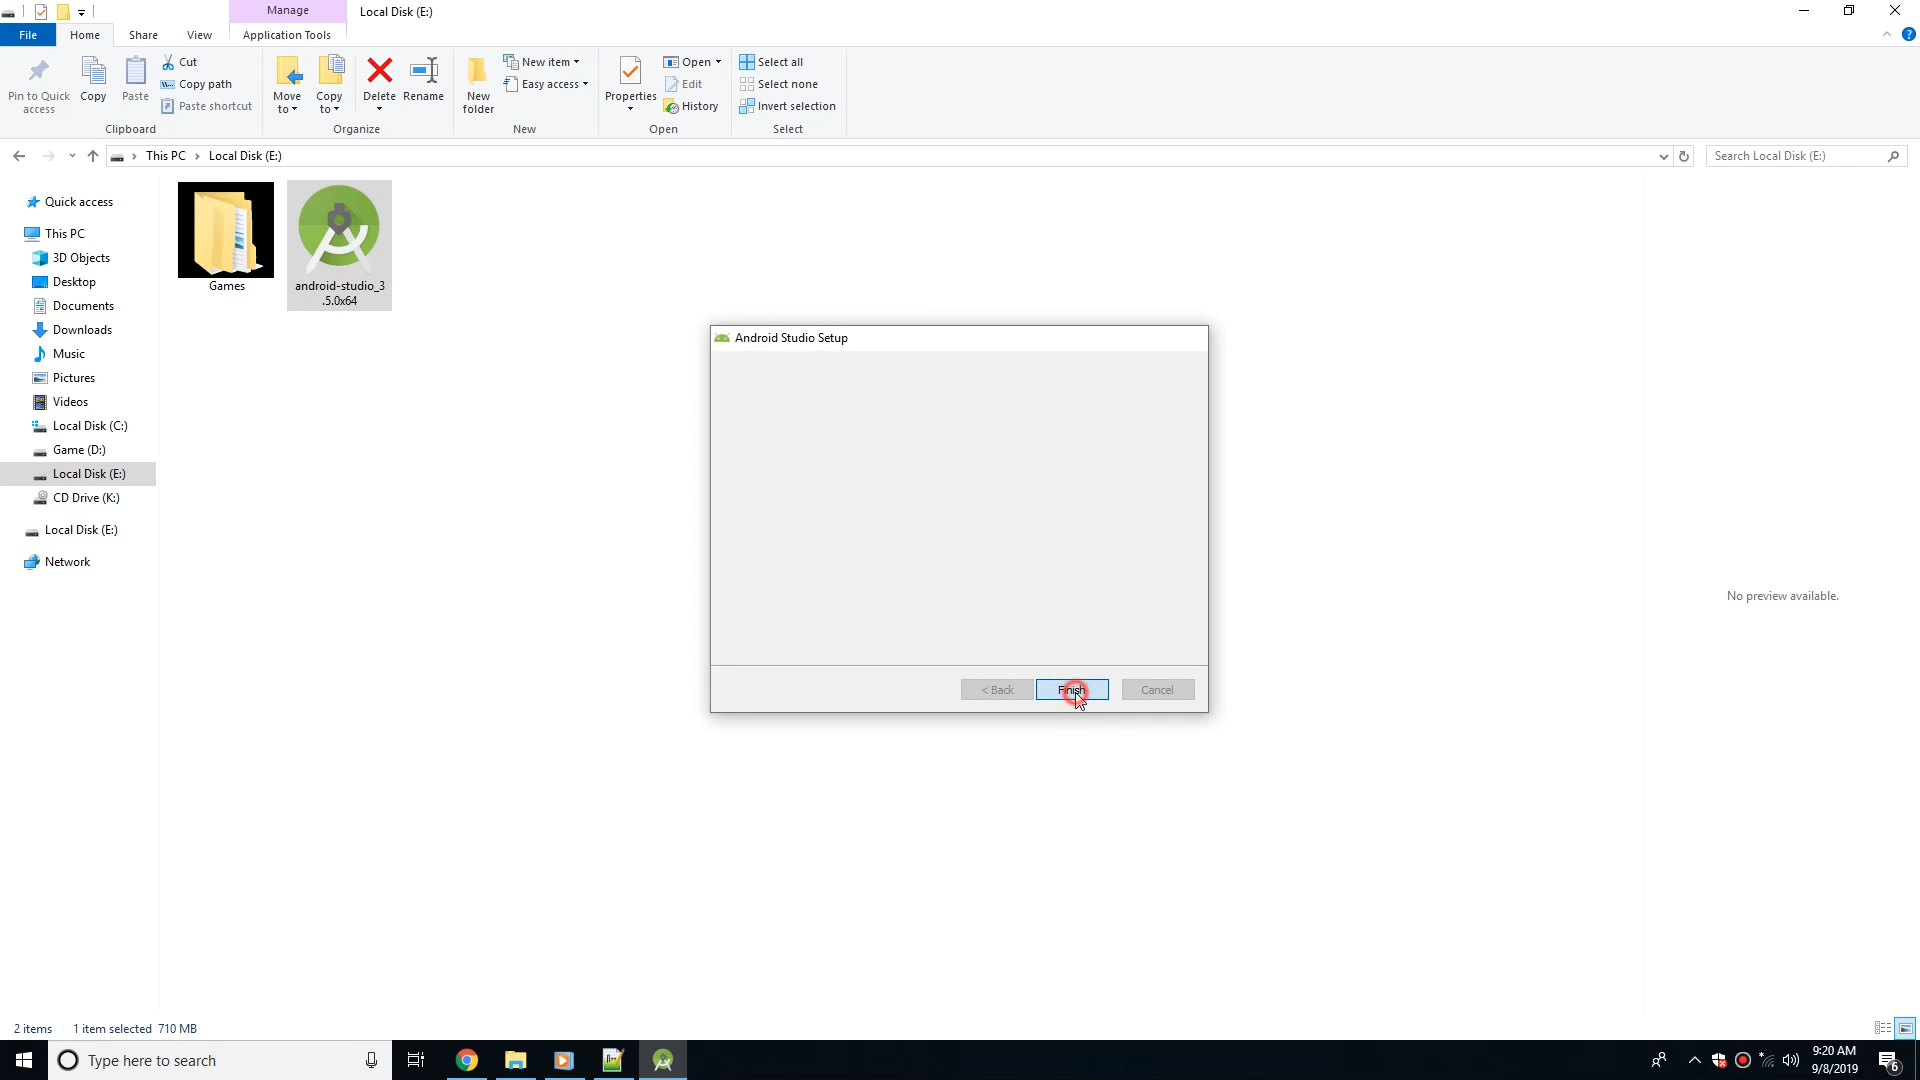 Manage
Local Disk (E:)
File
Home
Share
View
Application Tools
Pin to Quick
access
Copy
Paste
Cut
Copy path
Paste shortcut
Clipboard
Move
to
Copy
to
Delete
Rename
Organize
New
folder
New item
Easy access
New
Properties
Open
Edit
History
Open
Select all
Select none
Invert selection
Select
This PC
Local Disk (E:)
Search Local Disk (E:)
Quick access
This PC
3D Objects
Desktop
Documents
Downloads
Music
Pictures
Videos
Local Disk (C:)
Game (D:)
Local Disk (E:)
CD Drive (K:)
Local Disk (E:)
Network
Games
android-studio_3
.5.0x64
Android Studio Setup
< Back
Finish
Cancel
No preview available.
2 items
1 item selected 710 MB
Type here to search
9:20 AM
9/8/2019
6